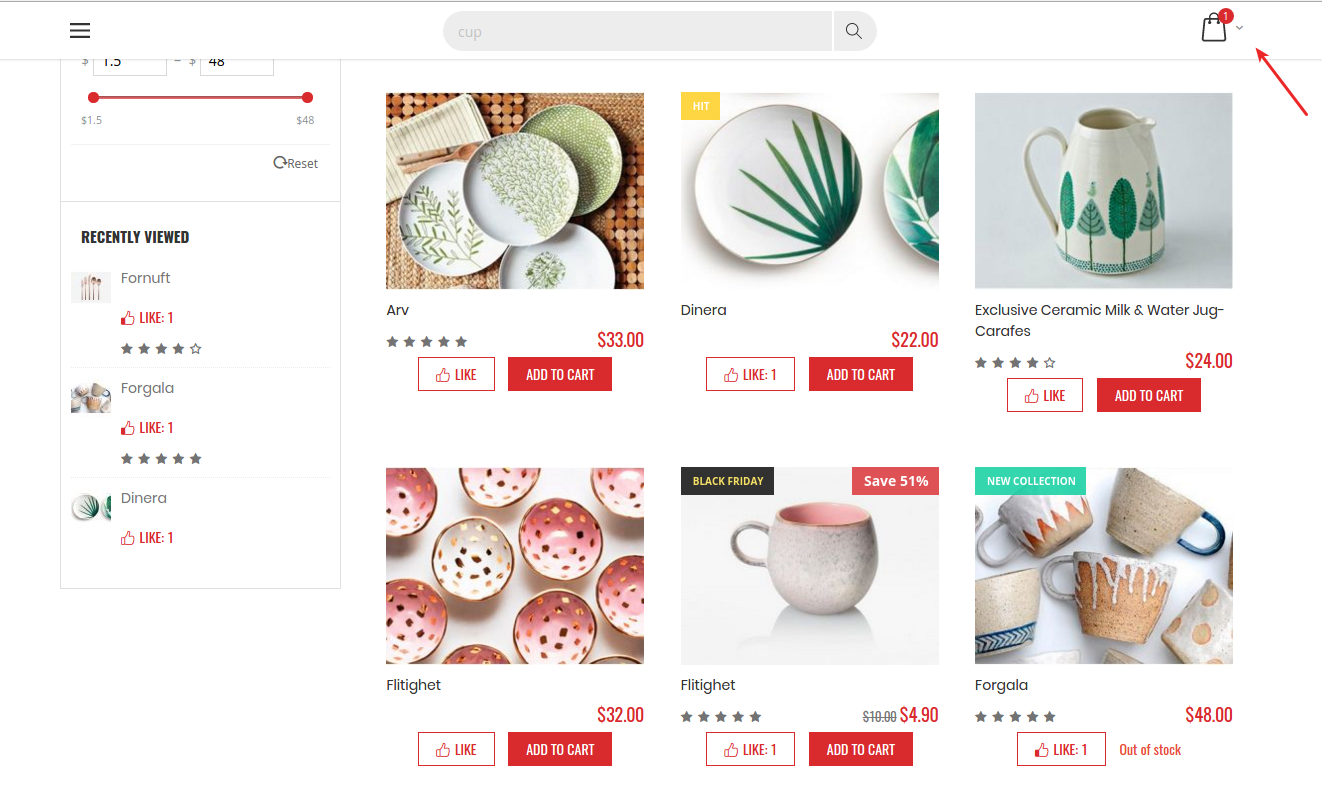 cup
1
$ 1.5 – $ 48
$1.5 $48
Reset
RECENTLY VIEWED
Fornuft
LIKE: 1
Forgala
LIKE: 1
Dinera
LIKE: 1
HIT
Arv
$33.00
LIKE ADD TO CART
Dinera
$22.00
LIKE: 1 ADD TO CART
Exclusive Ceramic Milk & Water Jug-
Carafes
$24.00
LIKE ADD TO CART
Flitighet
$32.00
LIKE ADD TO CART
BLACK FRIDAY Save 51%
Flitighet
$10.00 $4.90
LIKE: 1 ADD TO CART
NEW COLLECTION
Forgala
$48.00
LIKE: 1 Out of stock